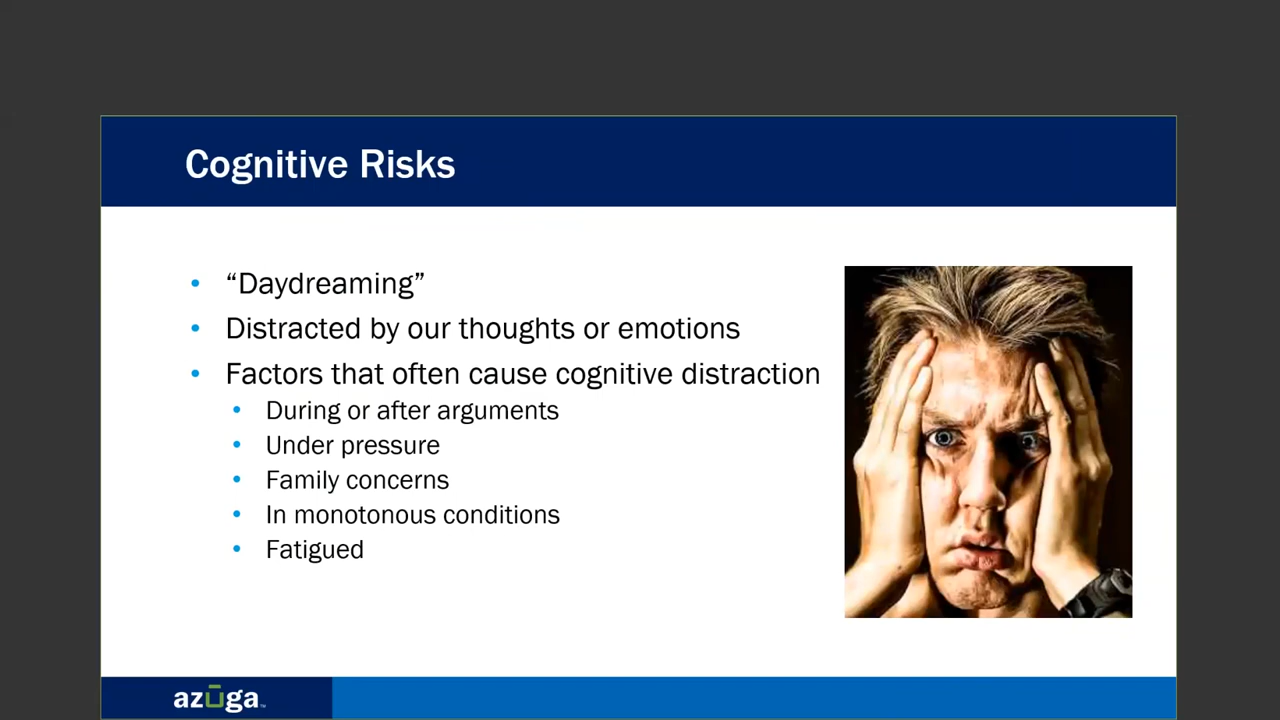 Cognitive Risks
• “Daydreaming”
• Distracted by our thoughts or emotions
• Factors that often cause cognitive distraction
• During or after arguments
• Under pressure
• Family concerns
• In monotonous conditions
• Fatigued
azūga™